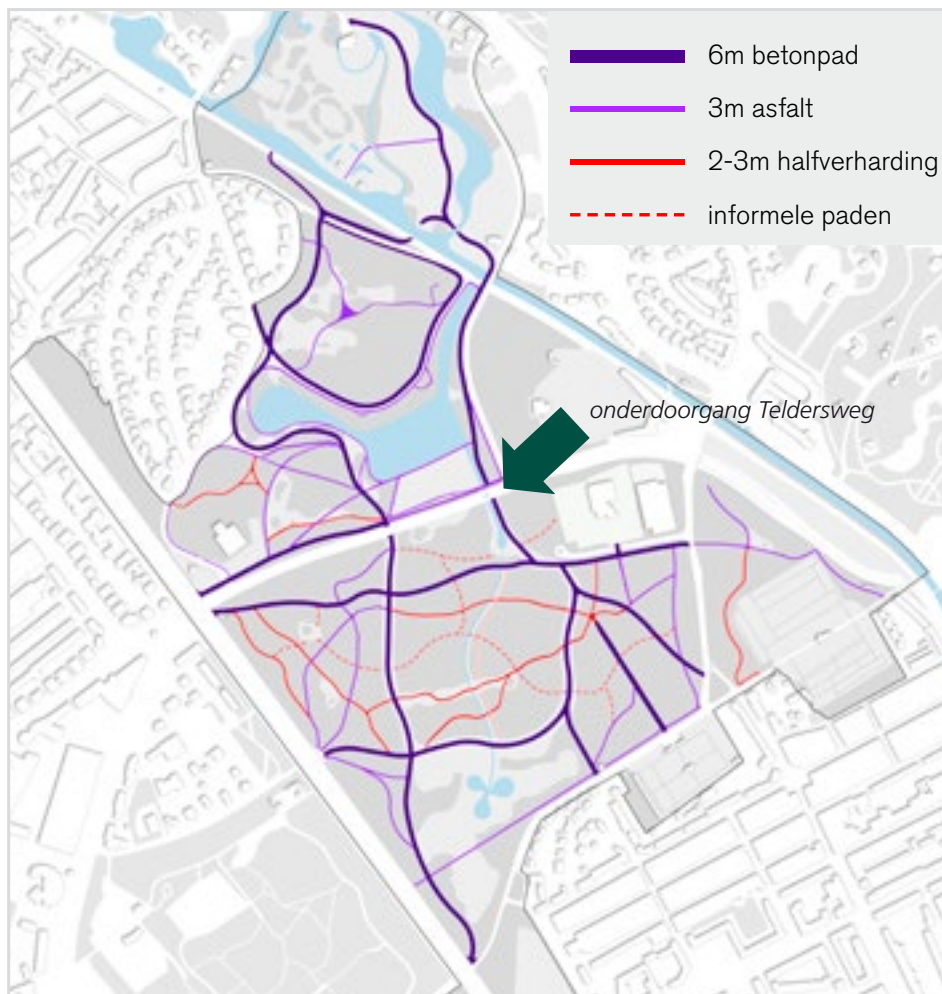 6m betonpad
3m asfalt
2-3m halfverharding
informele paden
onderdoorgang Teldersweg